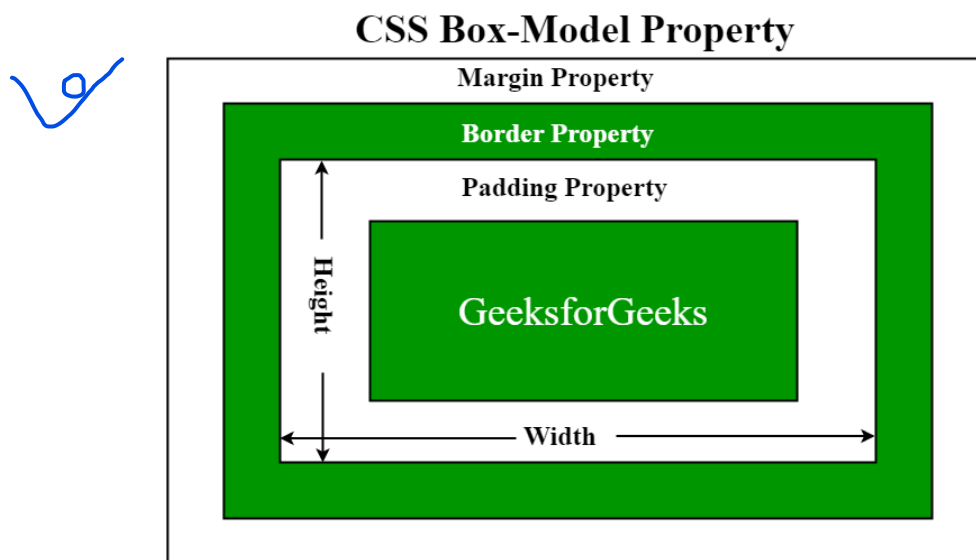 CSS Box-Model Property
Margin Property
Border Property
Padding Property
Height
GeeksforGeeks
Width